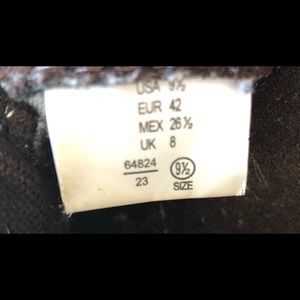 USA 9½
EUR 42
MEX 26½
UK 8
64824
23
9½
SIZE